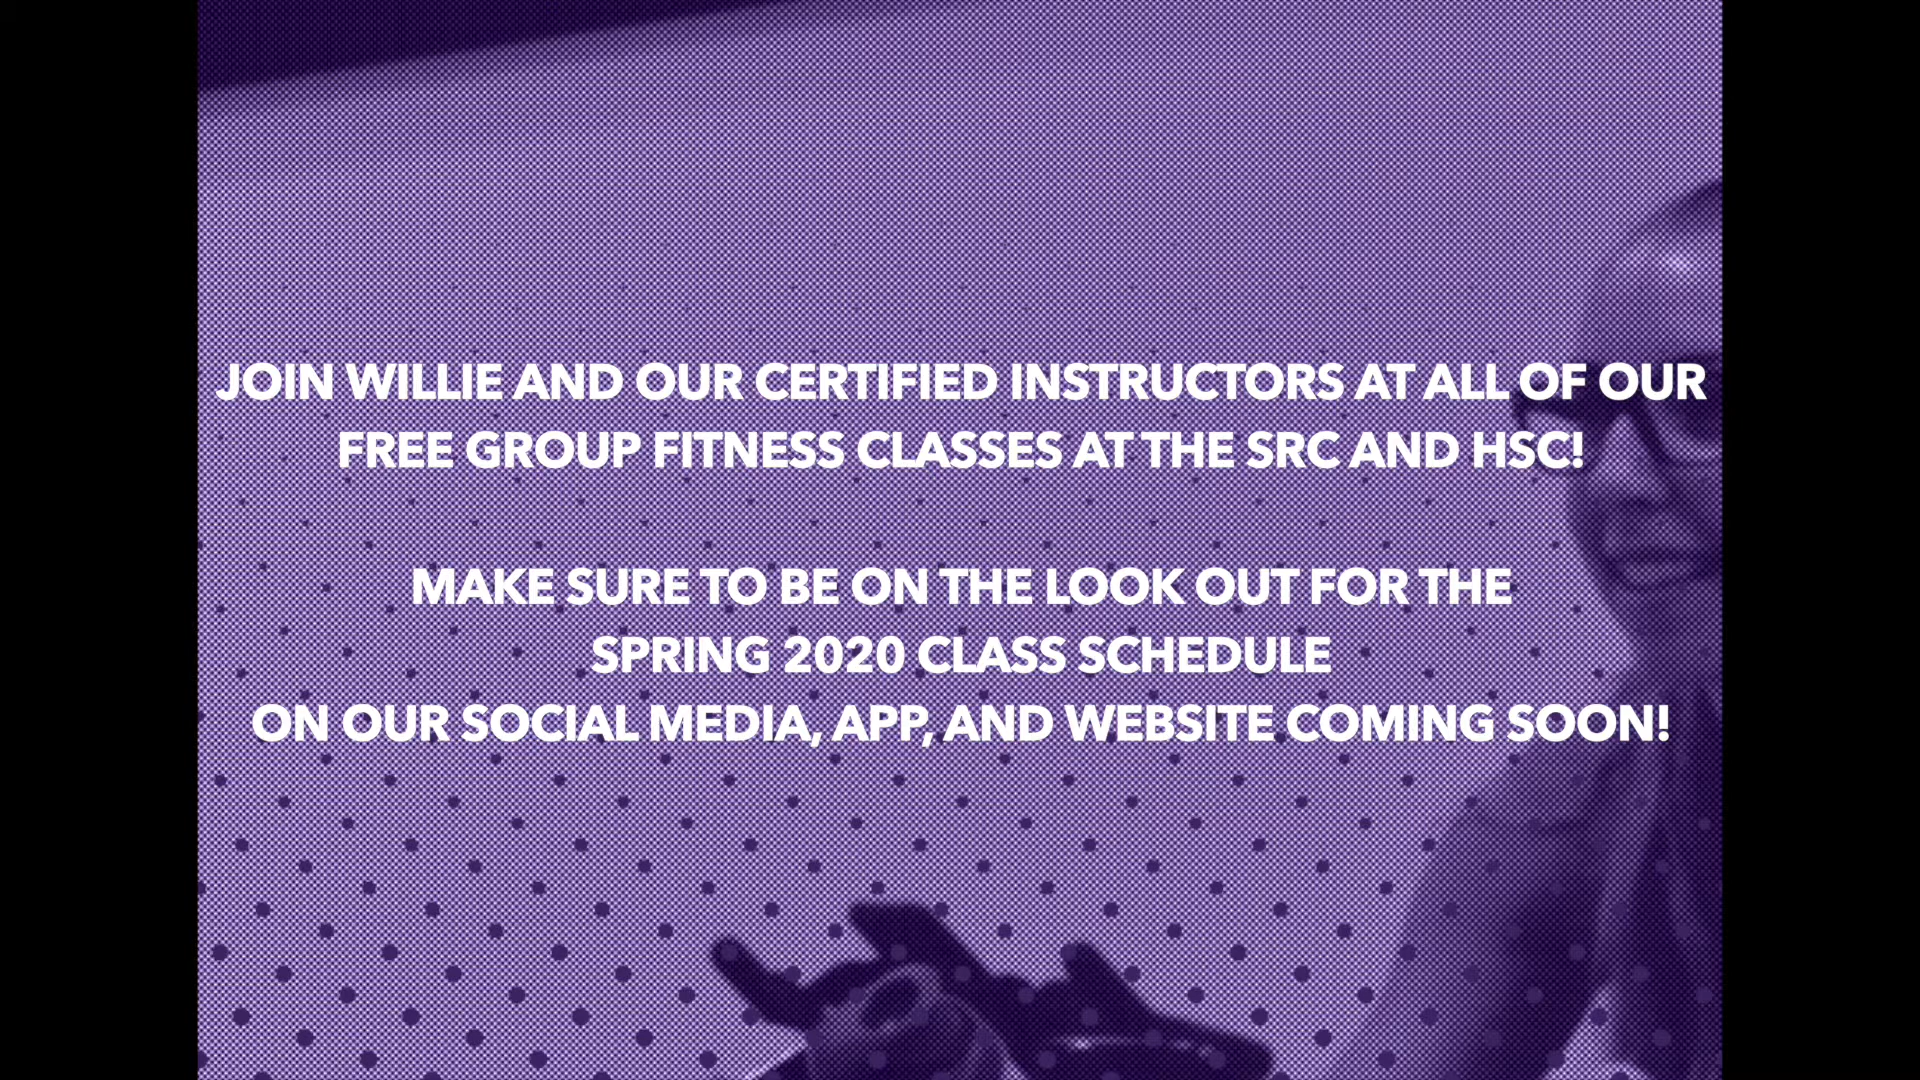 JOIN WILLIE AND OUR CERTIFIED INSTRUCTORS AT ALL OF OUR
FREE GROUP FITNESS CLASSES AT THE SRC AND HSC!
MAKE SURE TO BE ON THE LOOK OUT FOR THE
SPRING 2020 CLASS SCHEDULE
ON OUR SOCIAL MEDIA, APP, AND WEBSITE COMING SOON!